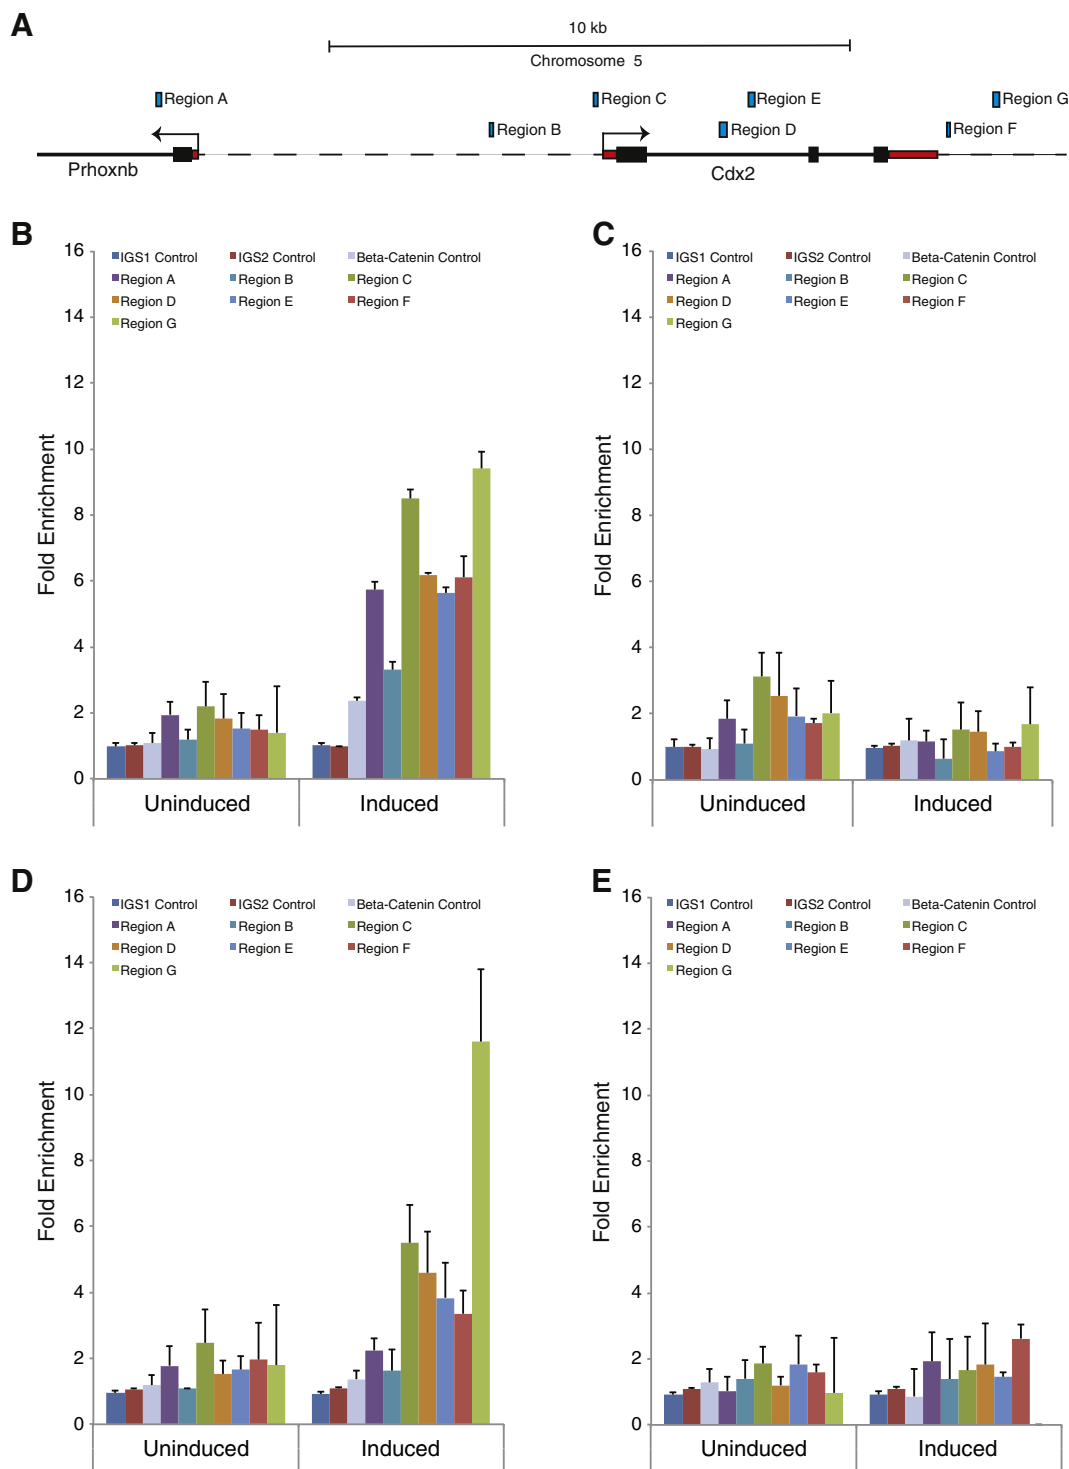 A
10 kb
Chromosome 5
Region A
Region C
Region E
Region G
Region B
Region D
Region F
Prhoxnb
Cdx2
B
16
14
12
10
8
6
4
2
0
Fold Enrichment
IGS1 Control
IGS2 Control
Beta-Catenin Control
Region A
Region B
Region C
Region D
Region E
Region F
Region G
Uninduced
Induced
C
16
14
12
10
8
6
4
2
0
Fold Enrichment
IGS1 Control
IGS2 Control
Beta-Catenin Control
Region A
Region B
Region C
Region D
Region E
Region F
Region G
Uninduced
Induced
D
16
14
12
10
8
6
4
2
0
Fold Enrichment
IGS1 Control
IGS2 Control
Beta-Catenin Control
Region A
Region B
Region C
Region D
Region E
Region F
Region G
Uninduced
Induced
E
16
14
12
10
8
6
4
2
0
Fold Enrichment
IGS1 Control
IGS2 Control
Beta-Catenin Control
Region A
Region B
Region C
Region D
Region E
Region F
Region G
Uninduced
Induced